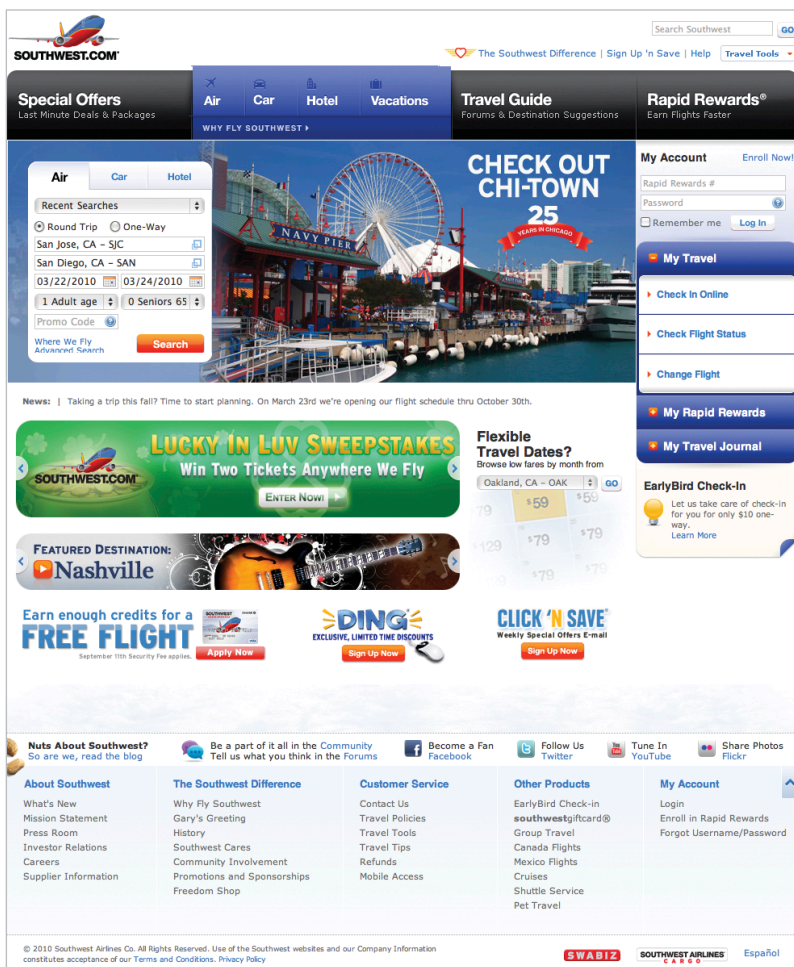 SOUTHWEST.COM®
Search Southwest GO
The Southwest Difference | Sign Up 'n Save | Help Travel Tools
Special Offers
Last Minute Deals & Packages
Air Car Hotel Vacations
WHY FLY SOUTHWEST
Travel Guide
Forums & Destination Suggestions
Rapid Rewards®
Earn Flights Faster
Air Car Hotel
Recent Searches
Round Trip One-Way
San Jose, CA - SJC
San Diego, CA - SAN
03/22/2010 03/24/2010
1 Adult age 0 Seniors 65
Promo Code ?
Where We Fly
Advanced Search
Search
NAVY PIER
CHECK OUT
CHI-TOWN
25
YEARS IN CHICAGO
My Account Enroll Now!
Rapid Rewards #
Password ?
Remember me Log In
My Travel
Check In Online
Check Flight Status
Change Flight
My Rapid Rewards
My Travel Journal
EarlyBird Check-In
Let us take care of check-in
for you for only $10 one-
way.
Learn More
News: | Taking a trip this fall? Time to start planning. On March 23rd we're opening our flight schedule thru October 30th.
SOUTHWEST.COM
LUCKY IN LUV SWEEPSTAKES
Win Two Tickets Anywhere We Fly
ENTER NOW!
Flexible
Travel Dates?
Browse low fares by month from
Oakland, CA - OAK GO
79 $59 $59
129 $79 $79
$79 $79
FEATURED DESTINATION:
Nashville
Earn enough credits for a
FREE FLIGHT
September 11th Security Fee applies.
SOUTHWEST
Apply Now
DING
EXCLUSIVE, LIMITED TIME DISCOUNTS
Sign Up Now
CLICK 'N SAVE®
Weekly Special Offers E-mail
Sign Up Now
Nuts About Southwest?
So are we, read the blog
Be a part of it all in the Community
Tell us what you think in the Forums
Become a Fan
Facebook
Follow Us
Twitter
Tune In
YouTube
Share Photos
Flickr
About Southwest
What's New
Mission Statement
Press Room
Investor Relations
Careers
Supplier Information
The Southwest Difference
Why Fly Southwest
Gary's Greeting
History
Southwest Cares
Community Involvement
Promotions and Sponsorships
Freedom Shop
Customer Service
Contact Us
Travel Policies
Travel Tools
Travel Tips
Refunds
Mobile Access
Other Products
EarlyBird Check-in
southwestgiftcard®
Group Travel
Canada Flights
Mexico Flights
Cruises
Shuttle Service
Pet Travel
My Account
Login
Enroll in Rapid Rewards
Forgot Username/Password
© 2010 Southwest Airlines Co. All Rights Reserved. Use of the Southwest websites and our Company Information
constitutes acceptance of our Terms and Conditions. Privacy Policy
SWABIZ
SOUTHWEST AIRLINES
CARGO
Español